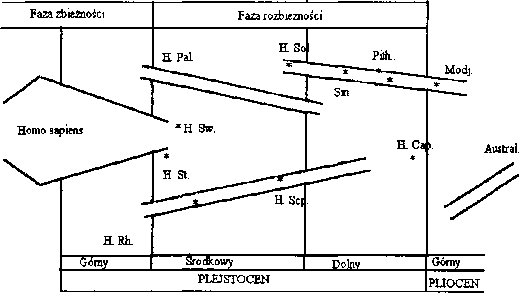 Faza zbieżności Faza rozbieżności
H. Pal.
H. Sol.
Pith.
Modj.
Sin.
Homo sapiens
H. Sw.
H. Cap.
Austral.
H. St.
H. Sep.
H. Rh.
Górny Środkowy Dolny Górny
PLEJSTOCEN PLIOCEN